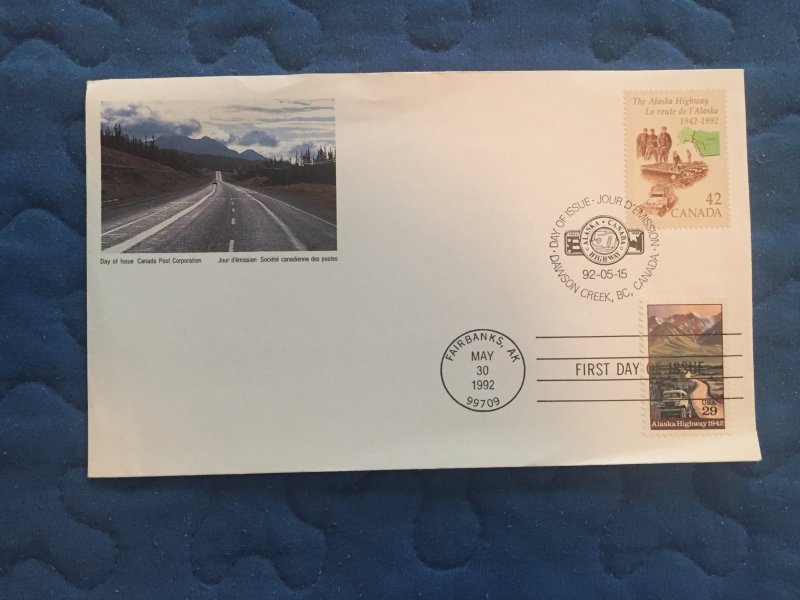 The Alaska Highway
La route de l'Alaska
1942-1992
42
CANADA
Day of Issue Canada Post Corporation Jour d'émission Société canadienne des postes
DAY OF ISSUE · JOUR D'ÉMISSION
ALASKA · CANADA
HIGHWAY
92-05-15
DAWSON CREEK, BC, CANADA
FAIRBANKS, AK
MAY
30
1992
99709
FIRST DAY OF ISSUE
USA
29
Alaska Highway 1942